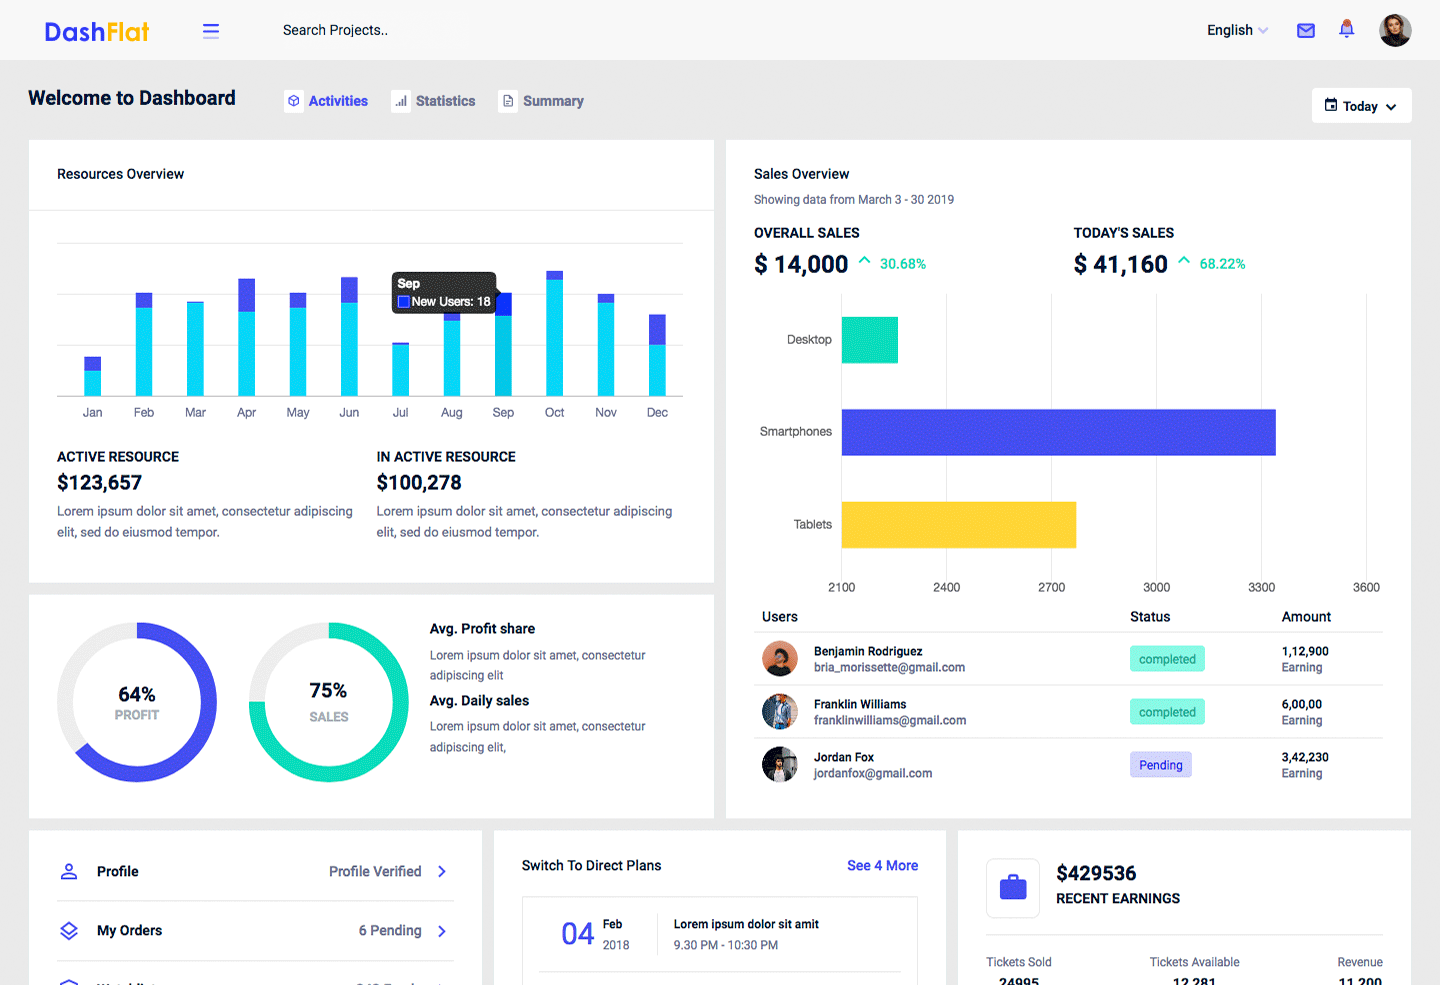 DashFlat
Search Projects..
English
Welcome to Dashboard
Activities
Statistics
Summary
Today
Resources Overview
Sep
New Users: 18
Jan Feb Mar Apr May Jun Jul Aug Sep Oct Nov Dec
ACTIVE RESOURCE
$123,657
Lorem ipsum dolor sit amet, consectetur adipiscing
elit, sed do eiusmod tempor.
IN ACTIVE RESOURCE
$100,278
Lorem ipsum dolor sit amet, consectetur adipiscing
elit, sed do eiusmod tempor.
Sales Overview
Showing data from March 3 - 30 2019
OVERALL SALES
$ 14,000 30.68%
TODAY'S SALES
$ 41,160 68.22%
Desktop
Smartphones
Tablets
2100 2400 2700 3000 3300 3600
Users Status Amount
Benjamin Rodriguez
bria_morissette@gmail.com
completed
1,12,900
Earning
Franklin Williams
franklinwilliams@gmail.com
completed
6,00,00
Earning
Jordan Fox
jordanfox@gmail.com
Pending
3,42,230
Earning
64%
PROFIT
75%
SALES
Avg. Profit share
Lorem ipsum dolor sit amet, consectetur
adipiscing elit
Avg. Daily sales
Lorem ipsum dolor sit amet, consectetur
adipiscing elit,
Profile Profile Verified
My Orders 6 Pending
Switch To Direct Plans
See 4 More
04 Feb
2018
Lorem ipsum dolor sit amit
9.30 PM - 10:30 PM
$429536
RECENT EARNINGS
Tickets Sold
24995
Tickets Available
12,281
Revenue
11,200